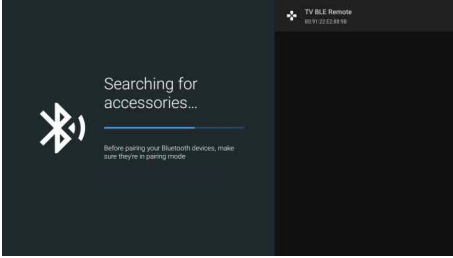 Searching for
accessories...
Before pairing your Bluetooth devices, make
sure they're in pairing mode
TV BLE Remote